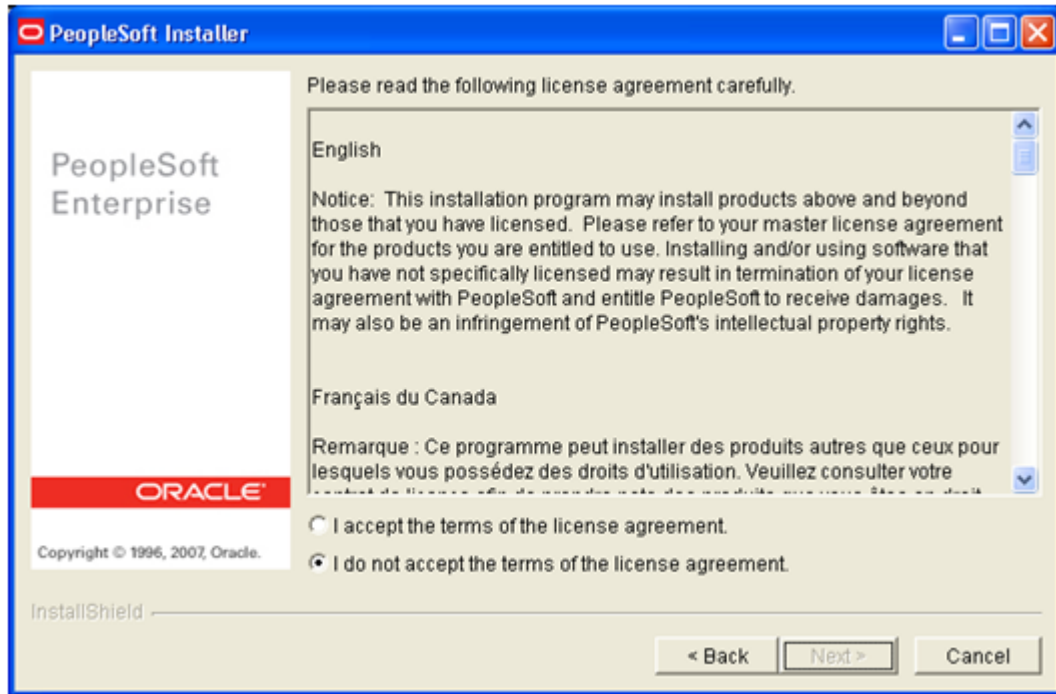 PeopleSoft Installer
PeopleSoft
Enterprise
ORACLE
Copyright © 1996, 2007, Oracle.
Please read the following license agreement carefully.
English
Notice:  This installation program may install products above and beyond
those that you have licensed.  Please refer to your master license agreement
for the products you are entitled to use. Installing and/or using software that
you have not specifically licensed may result in termination of your license
agreement with PeopleSoft and entitle PeopleSoft to receive damages.   It
may also be an infringement of PeopleSoft's intellectual property rights.
Français du Canada
Remarque : Ce programme peut installer des produits autres que ceux pour
lesquels vous possédez des droits d'utilisation. Veuillez consulter votre
I accept the terms of the license agreement.
I do not accept the terms of the license agreement.
InstallShield
< Back
Next >
Cancel